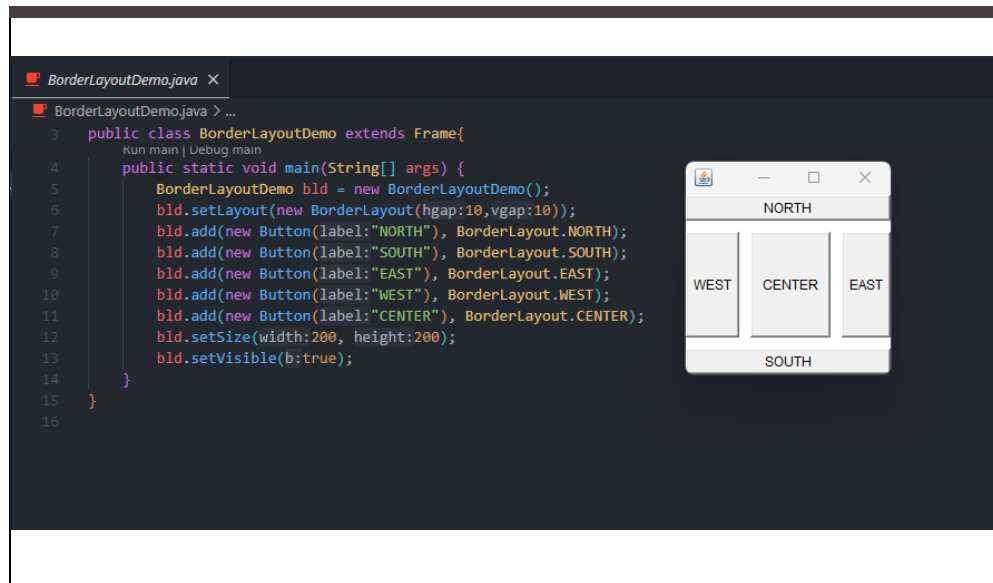 BorderLayoutDemo.java ×
BorderLayoutDemo.java > ...
3 public class BorderLayoutDemo extends Frame{
Run main | Debug main
4 public static void main(String[] args) {
5 BorderLayoutDemo bld = new BorderLayoutDemo();
6 bld.setLayout(new BorderLayout(hgap:10,vgap:10));
7 bld.add(new Button(label:"NORTH"), BorderLayout.NORTH);
8 bld.add(new Button(label:"SOUTH"), BorderLayout.SOUTH);
9 bld.add(new Button(label:"EAST"), BorderLayout.EAST);
10 bld.add(new Button(label:"WEST"), BorderLayout.WEST);
11 bld.add(new Button(label:"CENTER"), BorderLayout.CENTER);
12 bld.setSize(width:200, height:200);
13 bld.setVisible(b:true);
14 }
15 }
16
NORTH
WEST CENTER EAST
SOUTH